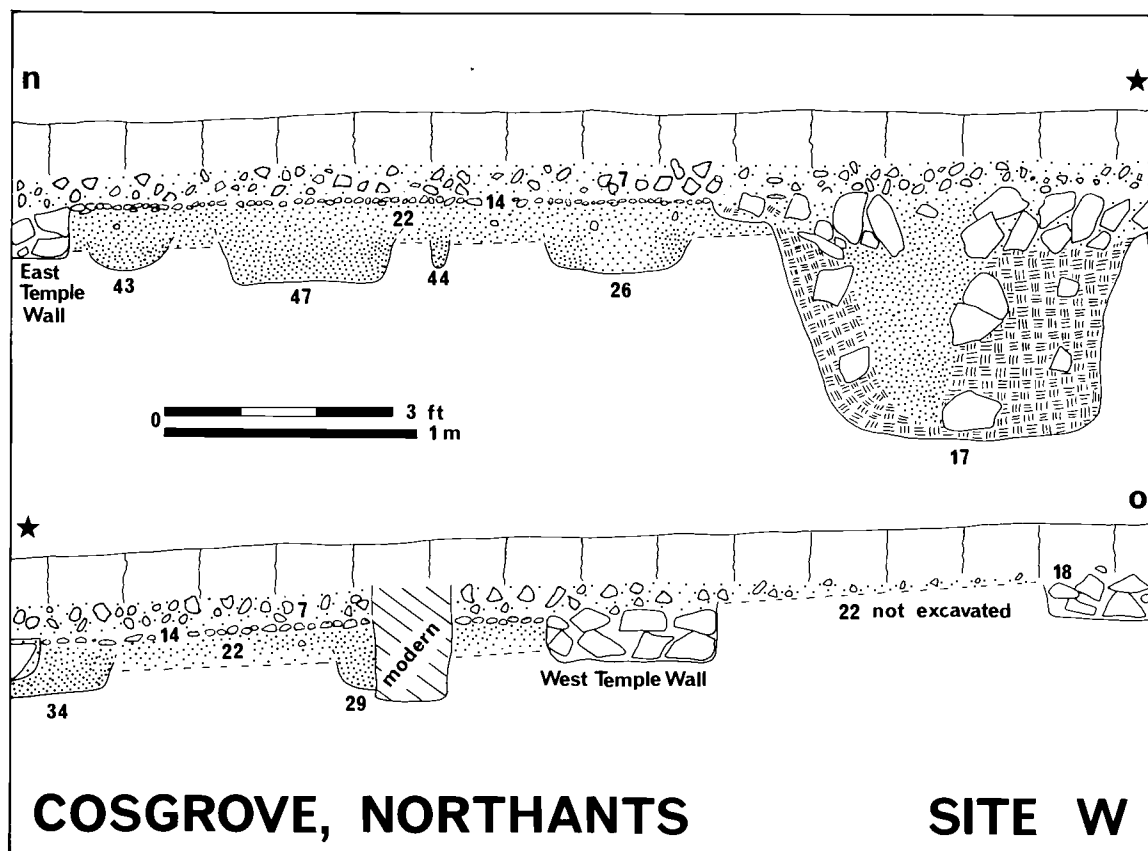 n ★
7
14
22
East
Temple
Wall
43
47
44
26
0 3 ft
1 m
17
★ o
18
7
14
22
modern
22 not excavated
West Temple Wall
34
29
COSGROVE, NORTHANTS SITE W